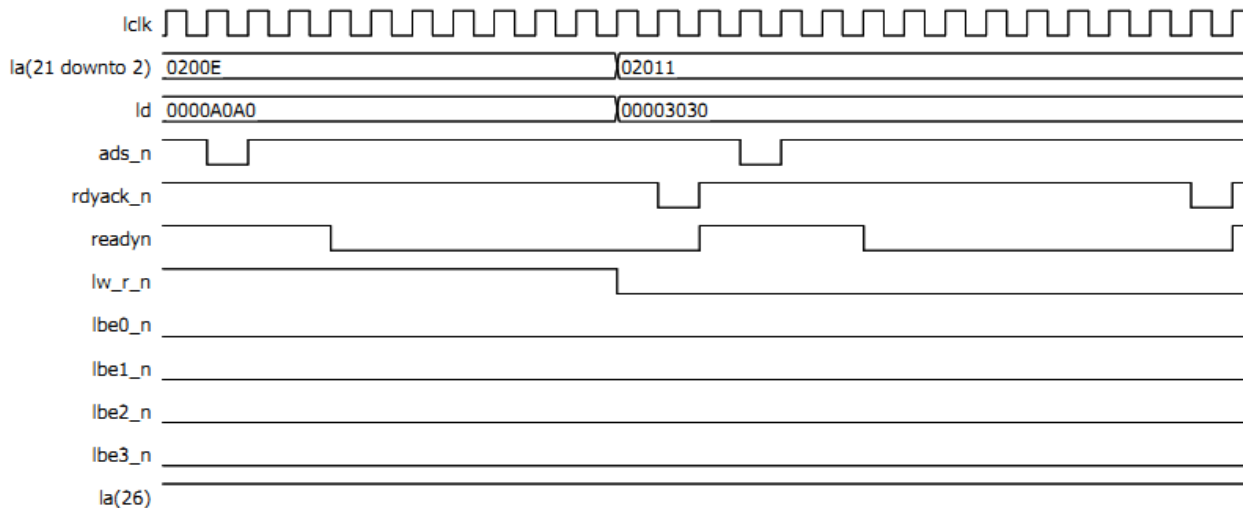 lclk
la(21 downto 2) 0200E 02011
ld 0000A0A0 00003030
ads_n
rdyack_n
readyn
lw_r_n
lbe0_n
lbe1_n
lbe2_n
lbe3_n
la(26)